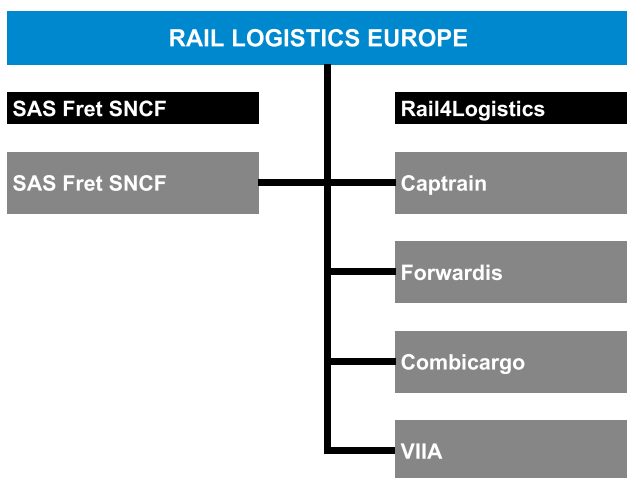 RAIL LOGISTICS EUROPE
SAS Fret SNCF
Rail4Logistics
SAS Fret SNCF
Captrain
Forwardis
Combicargo
VIIA